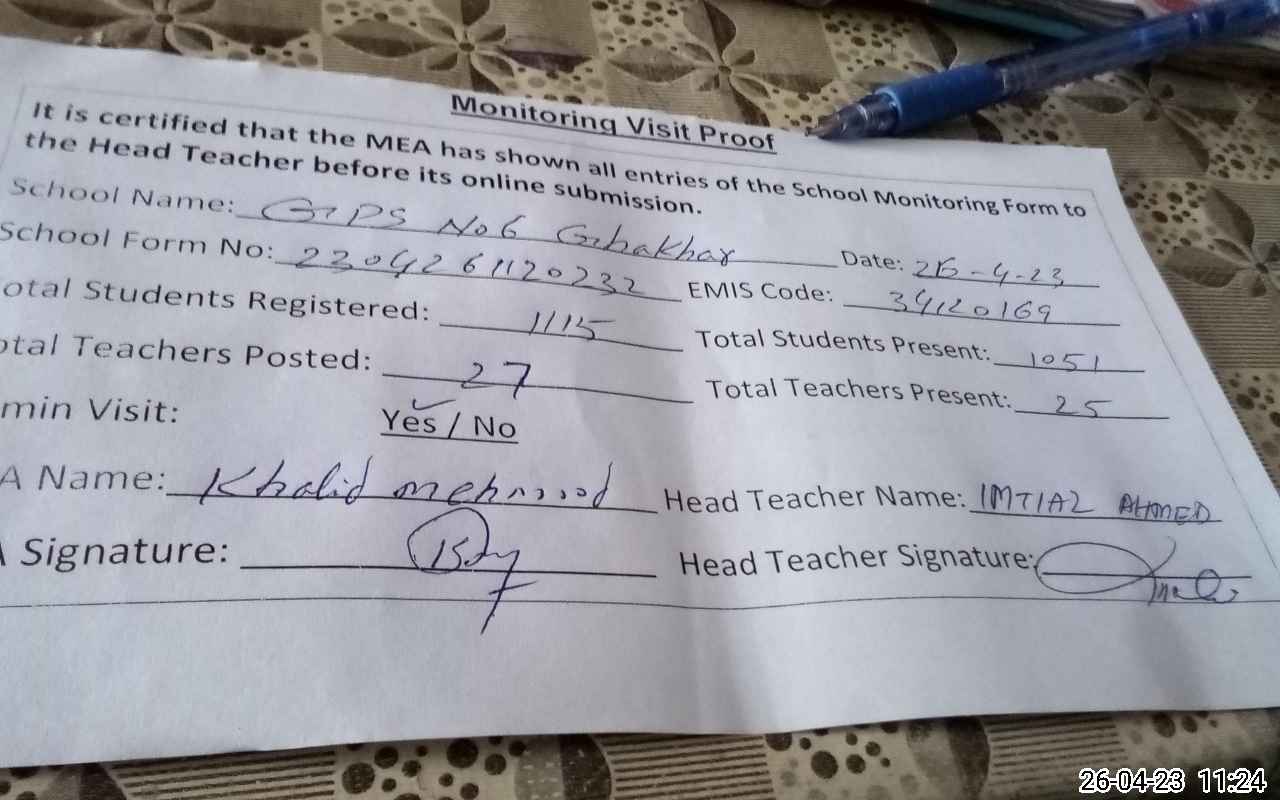 Monitoring Visit Proof
It is certified that the MEA has shown all entries of the School Monitoring Form to
the Head Teacher before its online submission.
School Name: GPS No 6 Ghakhar
Date: 26-4-23
School Form No: 2304261120232
EMIS Code: 34120169
otal Students Registered: 1115
Total Students Present: 1051
otal Teachers Posted: 27
Total Teachers Present: 25
min Visit: Yes / No
A Name: Khalid mehmood
Head Teacher Name: IMTIAZ AHMED
Signature:
Head Teacher Signature:
26-04-23 11:24